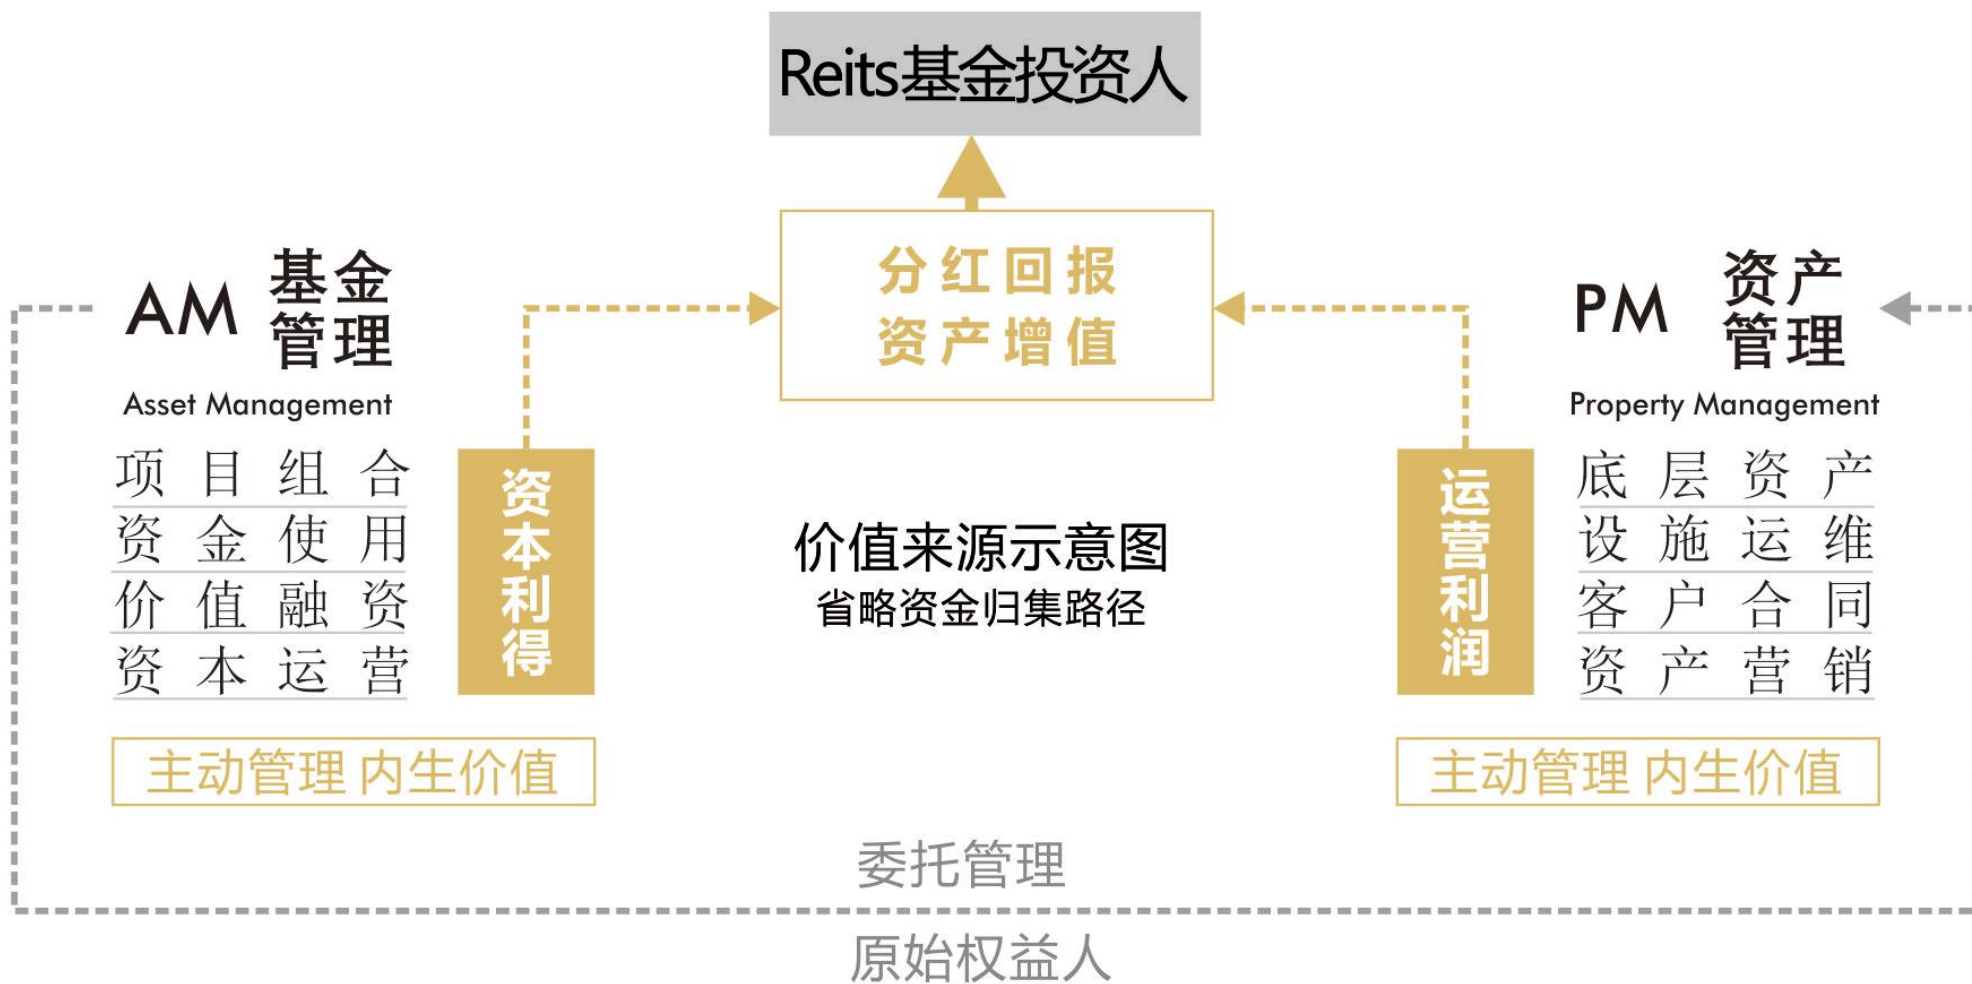 Reits基金投资人
分红回报
资产增值
AM
基金
管理
Asset Management
项目组合
资金使用
价值融资
资本运营
资本利得
主动管理 内生价值
价值来源示意图
省略资金归集路径
PM
资产
管理
Property Management
运营利润
底层资产
设施运维
客户合同
资产营销
主动管理 内生价值
委托管理
原始权益人